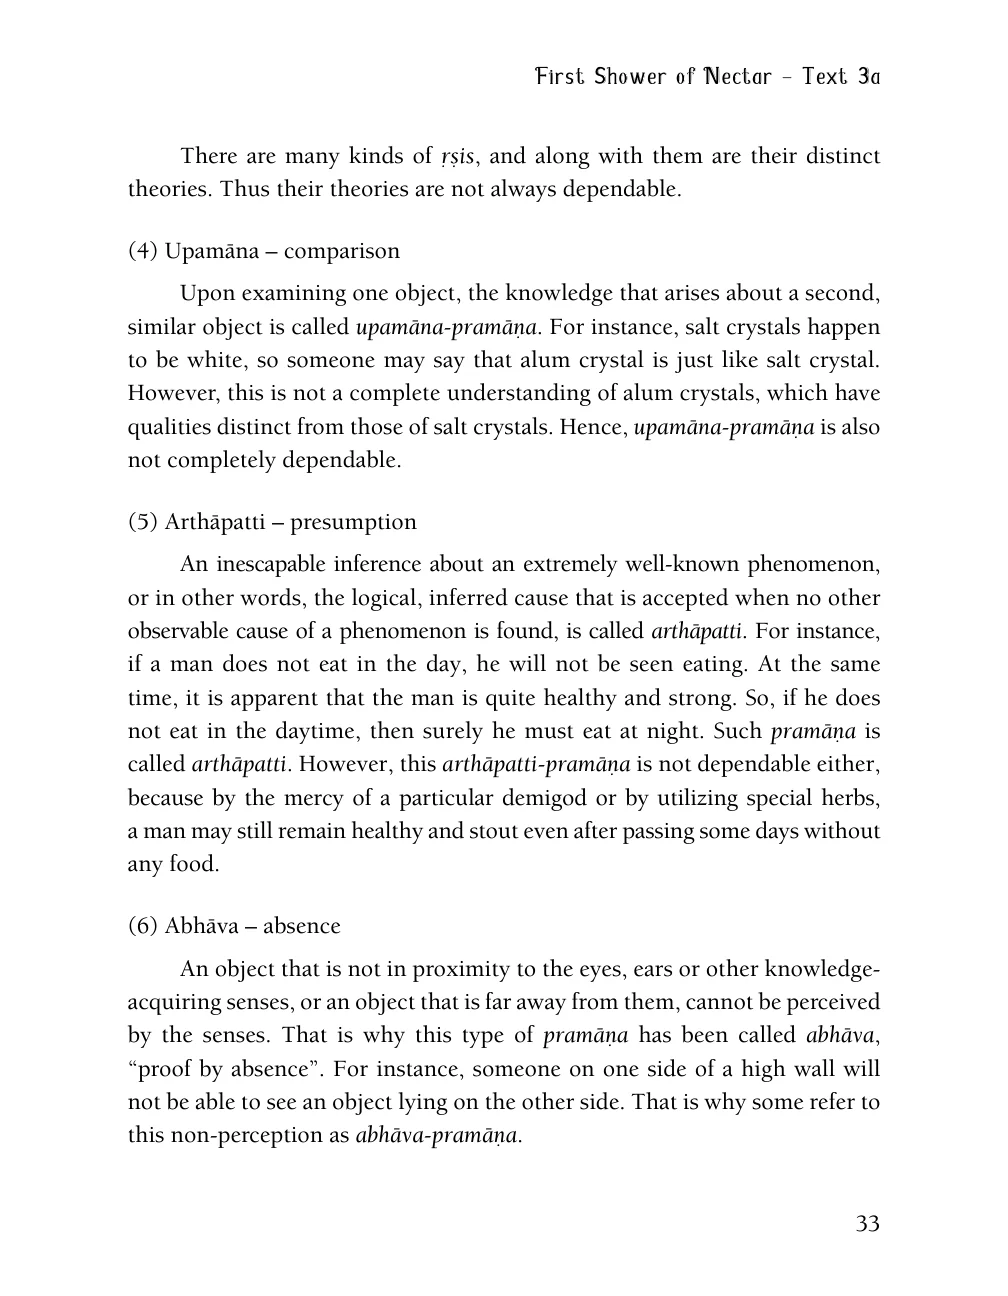 First Shower of Nectar – Text 3a
There are many kinds of ṛṣis, and along with them are their distinct
theories. Thus their theories are not always dependable.
(4) Upamāna – comparison
Upon examining one object, the knowledge that arises about a second,
similar object is called upamāna-pramāṇa. For instance, salt crystals happen
to be white, so someone may say that alum crystal is just like salt crystal.
However, this is not a complete understanding of alum crystals, which have
qualities distinct from those of salt crystals. Hence, upamāna-pramāṇa is also
not completely dependable.
(5) Arthāpatti – presumption
An inescapable inference about an extremely well-known phenomenon,
or in other words, the logical, inferred cause that is accepted when no other
observable cause of a phenomenon is found, is called arthāpatti. For instance,
if a man does not eat in the day, he will not be seen eating. At the same
time, it is apparent that the man is quite healthy and strong. So, if he does
not eat in the daytime, then surely he must eat at night. Such pramāṇa is
called arthāpatti. However, this arthāpatti-pramāṇa is not dependable either,
because by the mercy of a particular demigod or by utilizing special herbs,
a man may still remain healthy and stout even after passing some days without
any food.
(6) Abhāva – absence
An object that is not in proximity to the eyes, ears or other knowledge-
acquiring senses, or an object that is far away from them, cannot be perceived
by the senses. That is why this type of pramāṇa has been called abhāva,
“proof by absence”. For instance, someone on one side of a high wall will
not be able to see an object lying on the other side. That is why some refer to
this non-perception as abhāva-pramāṇa.
33